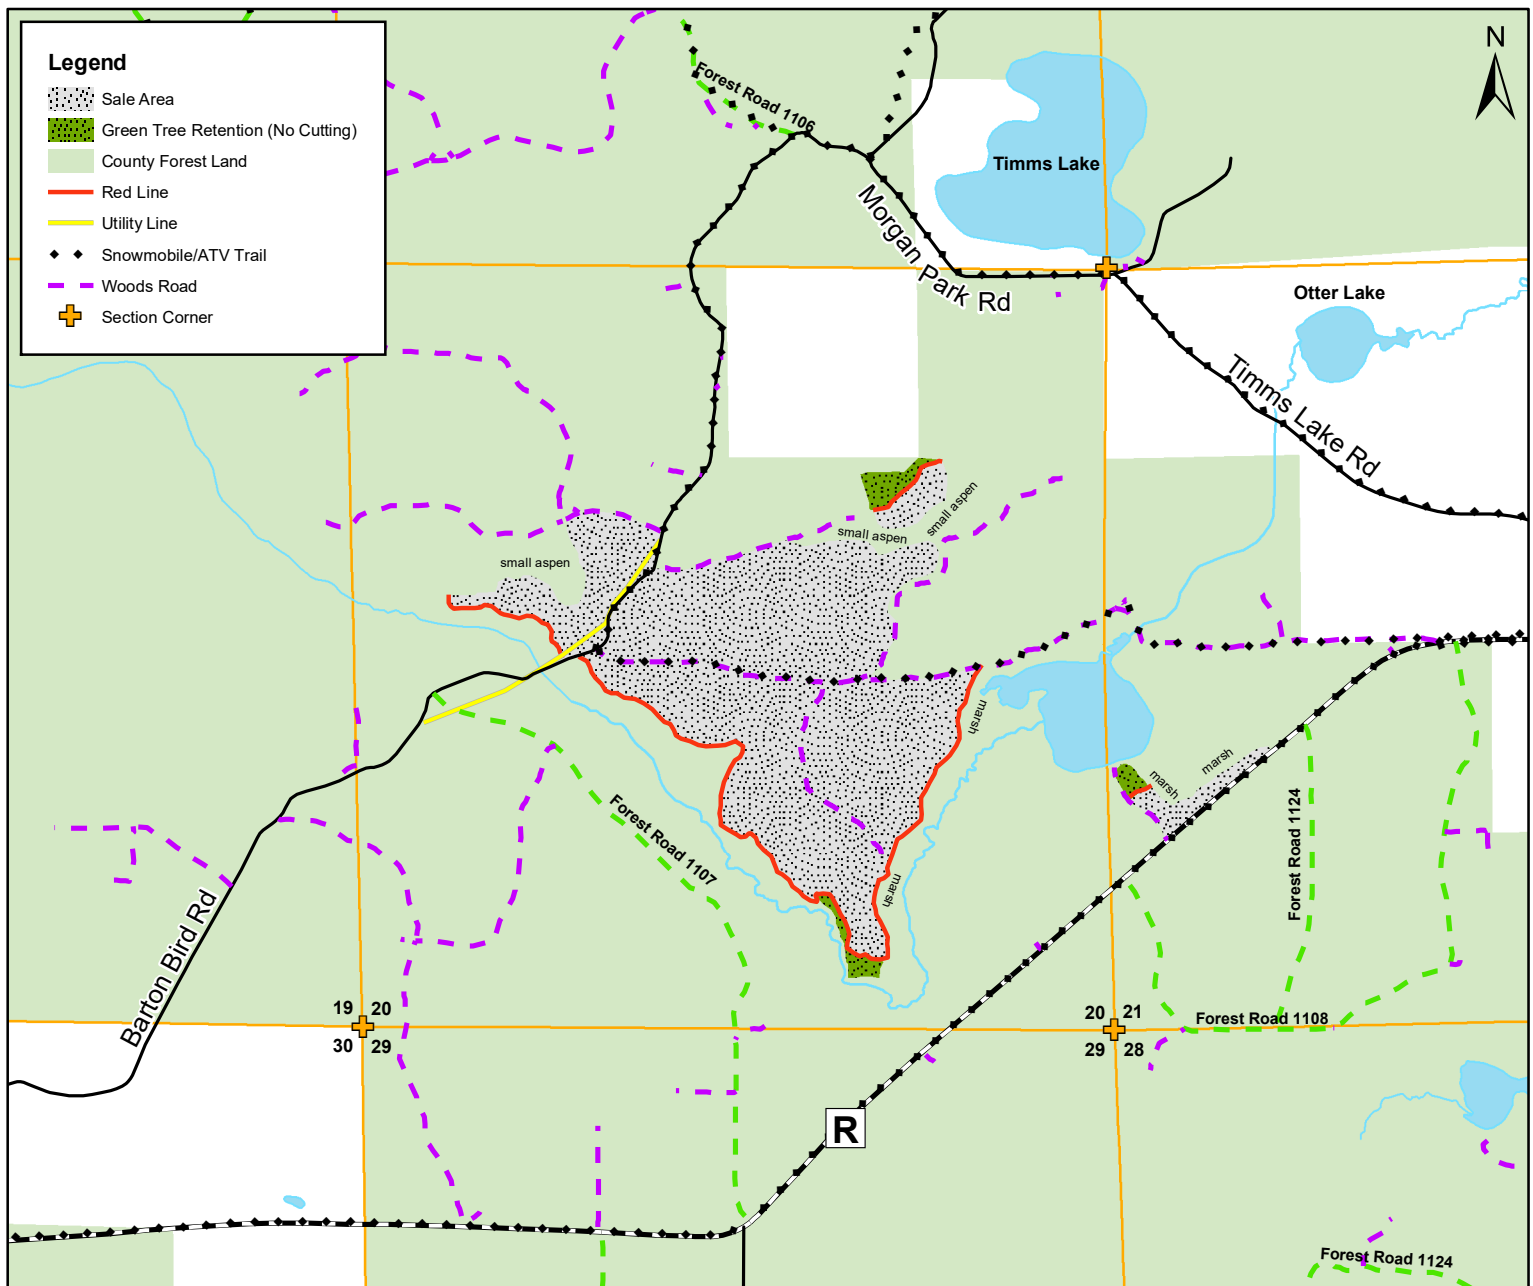 Legend
Sale Area
Green Tree Retention (No Cutting)
County Forest Land
Red Line
Utility Line
Snowmobile/ATV Trail
Woods Road
Section Corner
N
Forest Road 1106
Timms Lake
Morgan Park Rd
Otter Lake
Timms Lake Rd
small aspen
small aspen
small aspen
marsh
marsh
marsh
marsh
Forest Road 1107
Forest Road 1124
Barton Bird Rd
19 20
30 29
20 21
29 28
Forest Road 1108
R
Forest Road 1124